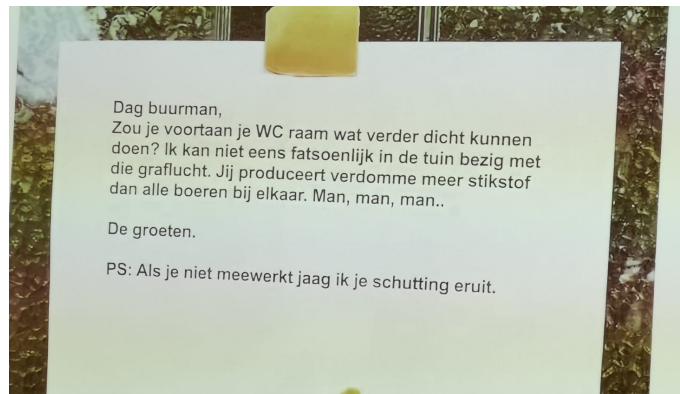 Dag buurman,
Zou je voortaan je WC raam wat verder dicht kunnen
doen? Ik kan niet eens fatsoenlijk in de tuin bezig met
die graflucht. Jij produceert verdomme meer stikstof
dan alle boeren bij elkaar. Man, man, man..
De groeten.
PS: Als je niet meewerkt jaag ik je schutting eruit.